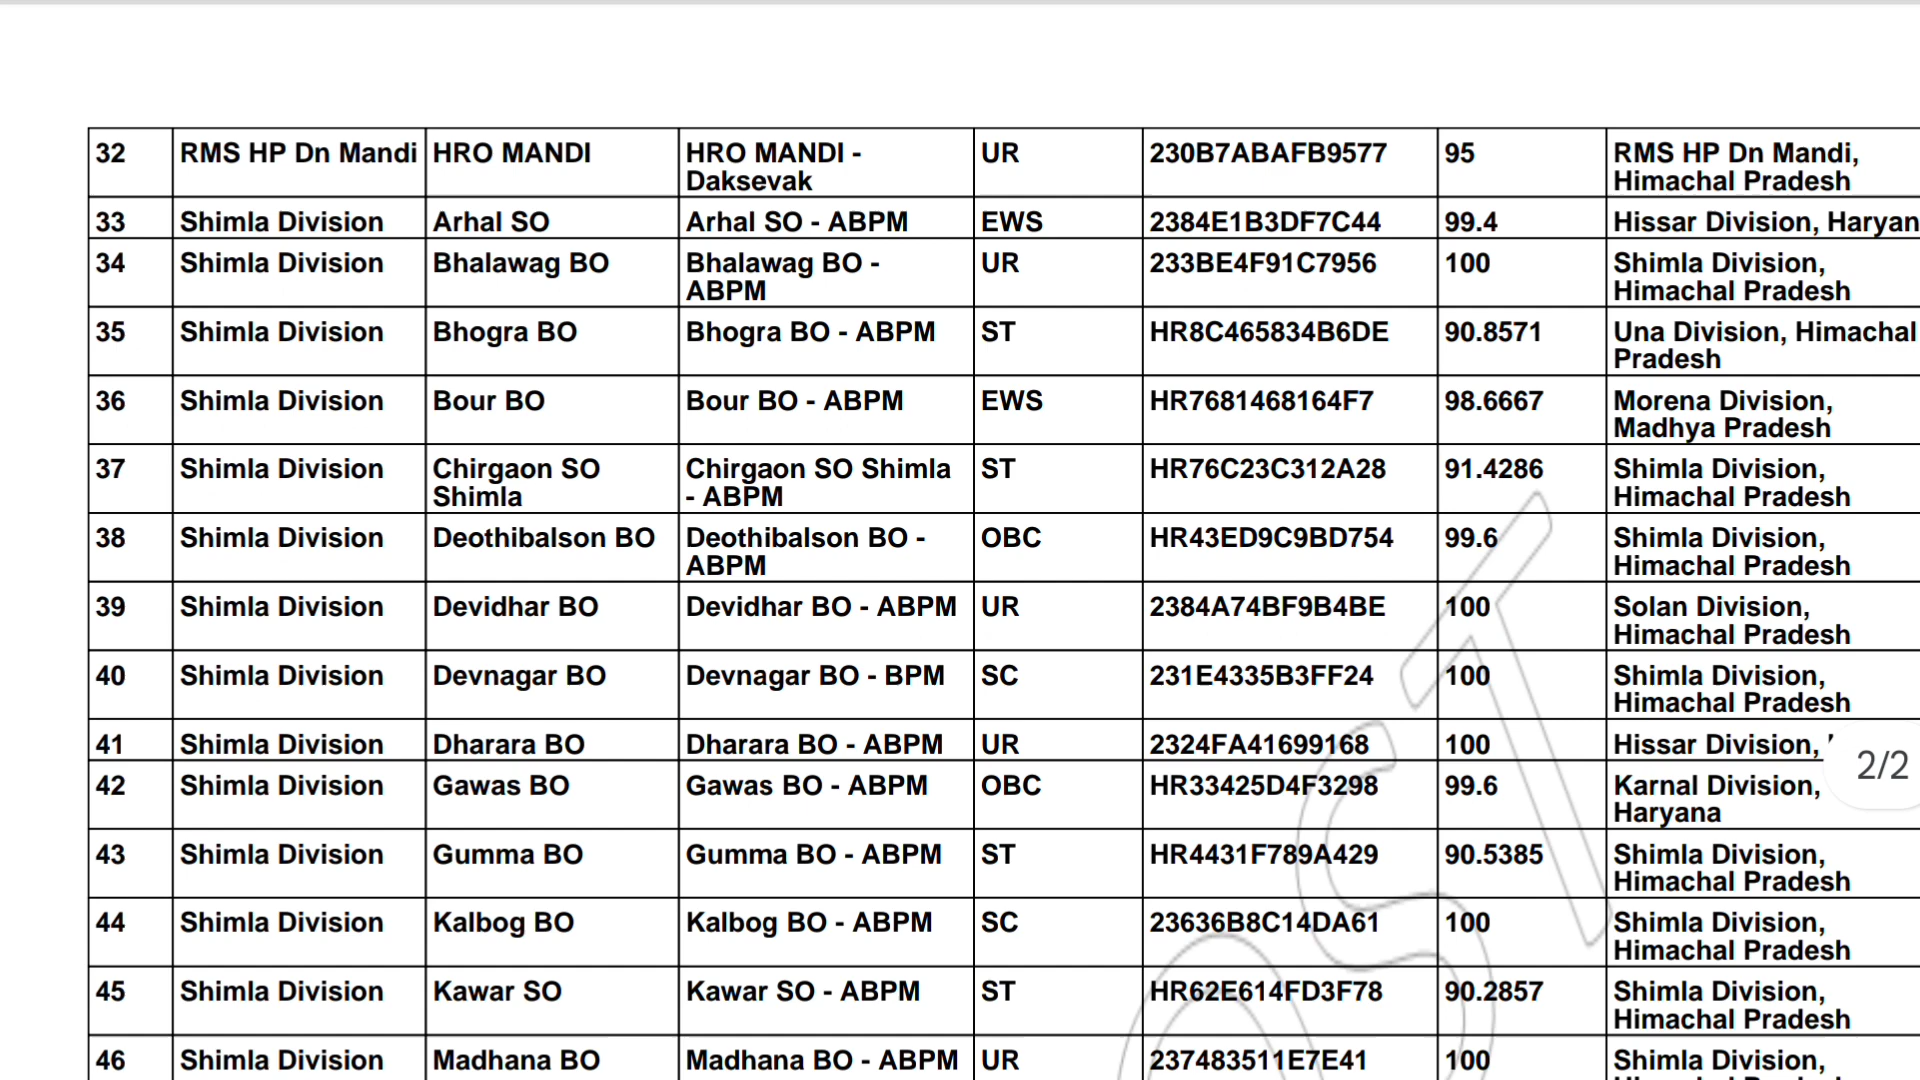 32 RMS HP Dn Mandi HRO MANDI HRO MANDI - UR 230B7ABAFB9577 95 RMS HP Dn Mandi,
Daksevak Himachal Pradesh
33 Shimla Division Arhal SO Arhal SO - ABPM EWS 2384E1B3DF7C44 99.4 Hissar Division, Haryan
34 Shimla Division Bhalawag BO Bhalawag BO - UR 233BE4F91C7956 100 Shimla Division,
ABPM Himachal Pradesh
35 Shimla Division Bhogra BO Bhogra BO - ABPM ST HR8C465834B6DE 90.8571 Una Division, Himachal
Pradesh
36 Shimla Division Bour BO Bour BO - ABPM EWS HR7681468164F7 98.6667 Morena Division,
Madhya Pradesh
37 Shimla Division Chirgaon SO Chirgaon SO Shimla ST HR76C23C312A28 91.4286 Shimla Division,
Shimla - ABPM Himachal Pradesh
38 Shimla Division Deothibalson BO Deothibalson BO - OBC HR43ED9C9BD754 99.6 Shimla Division,
ABPM Himachal Pradesh
39 Shimla Division Devidhar BO Devidhar BO - ABPM UR 2384A74BF9B4BE 100 Solan Division,
Himachal Pradesh
40 Shimla Division Devnagar BO Devnagar BO - BPM SC 231E4335B3FF24 100 Shimla Division,
Himachal Pradesh
41 Shimla Division Dharara BO Dharara BO - ABPM UR 2324FA41699168 100 Hissar Division,
2/2
42 Shimla Division Gawas BO Gawas BO - ABPM OBC HR33425D4F3298 99.6 Karnal Division,
Haryana
43 Shimla Division Gumma BO Gumma BO - ABPM ST HR4431F789A429 90.5385 Shimla Division,
Himachal Pradesh
44 Shimla Division Kalbog BO Kalbog BO - ABPM SC 23636B8C14DA61 100 Shimla Division,
Himachal Pradesh
45 Shimla Division Kawar SO Kawar SO - ABPM ST HR62E614FD3F78 90.2857 Shimla Division,
Himachal Pradesh
46 Shimla Division Madhana BO Madhana BO - ABPM UR 237483511E7E41 100 Shimla Division,